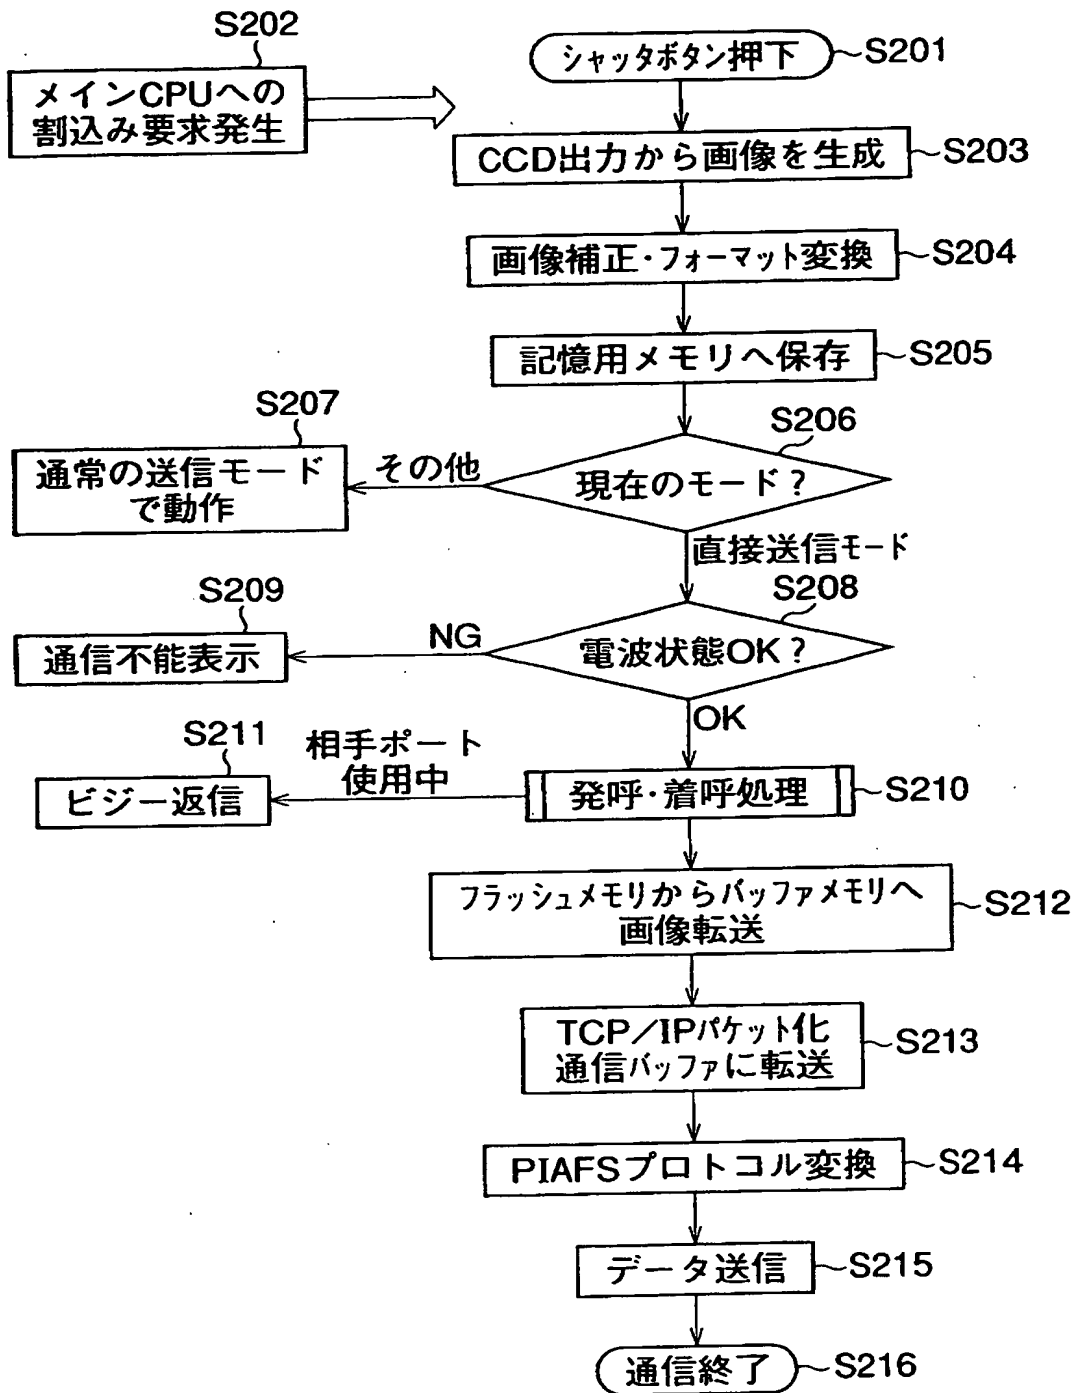 S202
メインCPUへの
割込み要求発生
シャッタボタン押下
S201
CCD出力から画像を生成
S203
画像補正・フォーマット変換
S204
記憶用メモリへ保存
S205
S207
通常の送信モード
で動作
その他
S206
現在のモード?
直接送信モード
S209
通信不能表示
NG
S208
電波状態OK?
OK
S211
ビジー返信
相手ポート
使用中
発呼・着呼処理
S210
フラッシュメモリからバッファメモリへ
画像転送
S212
TCP/IPパケット化
通信バッファに転送
S213
PIAFSプロトコル変換
S214
データ送信
S215
通信終了
S216